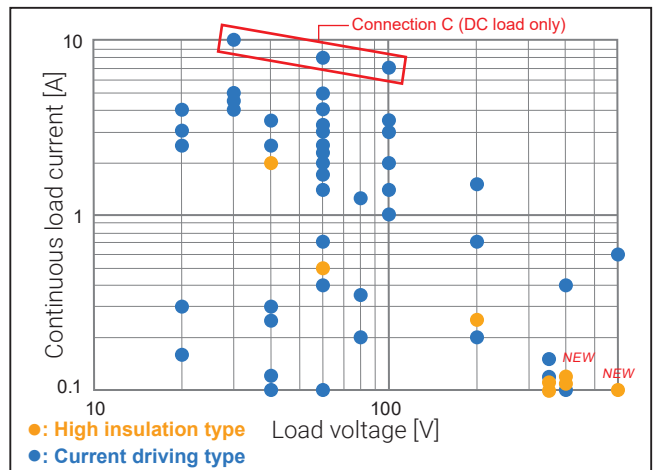 Connection C (DC load only)
10
1
0.1
Continuous load current [A]
NEW
NEW
10
100
Load voltage [V]
●: High insulation type
●: Current driving type